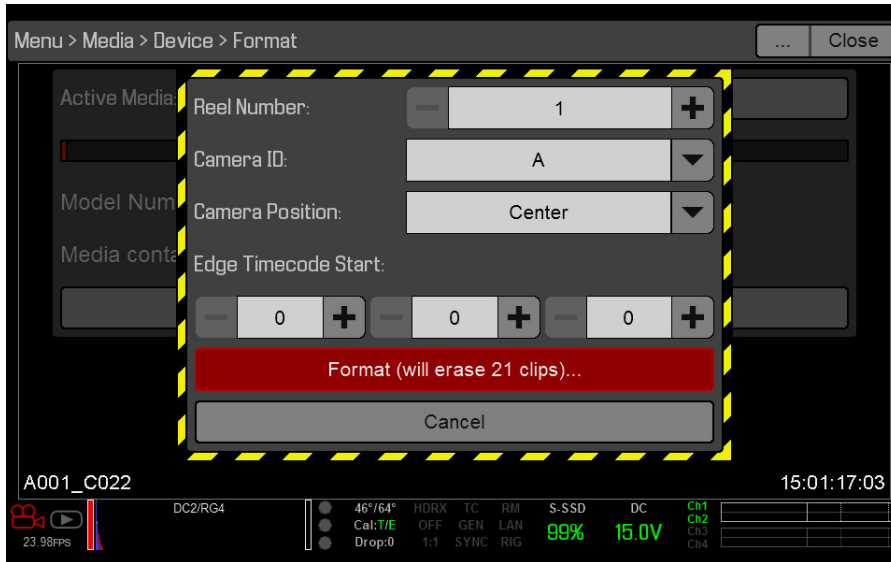 Menu > Media > Device > Format
... Close
Active Media:
Reel Number: 1
Camera ID: A
Model Num
Camera Position: Center
Media conta
Edge Timecode Start:
0 0 0
Format (will erase 21 clips)...
Cancel
A001_C022 15:01:17:03
DC2/RG4 46°/64° HDRX TC RM S-SSD DC Ch1
Cal:T/E OFF GEN LAN 99% 15.0V Ch2
23.98FPS Drop:0 1:1 SYNC RIG Ch3
Ch4